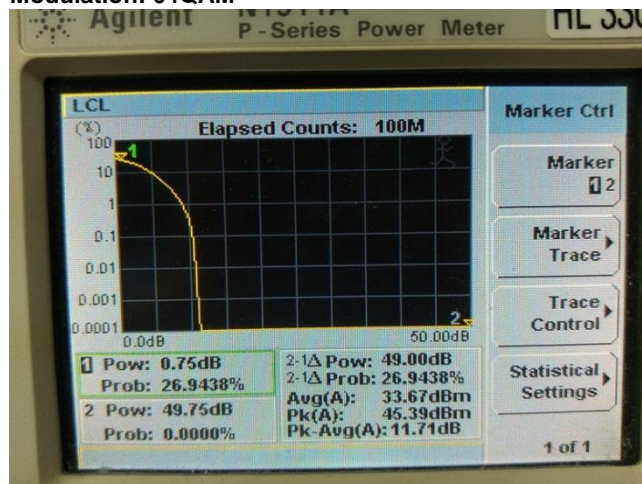 Agilent
P-Series Power Meter
LCL
Marker Ctrl
(%)
Elapsed Counts: 100M
100
1
10
1
0.1
0.01
0.001
0.0001
2
0.0dB
50.00dB
Marker
1 2
Marker
Trace
Trace
Control
Statistical
Settings
1 of 1
1 Pow: 0.75dB
Prob: 26.9438%
2 Pow: 49.75dB
Prob: 0.0000%
2-1Δ Pow: 49.00dB
2-1Δ Prob: 26.9438%
Avg(A): 33.67dBm
Pk(A): 45.39dBm
Pk-Avg(A): 11.71dB